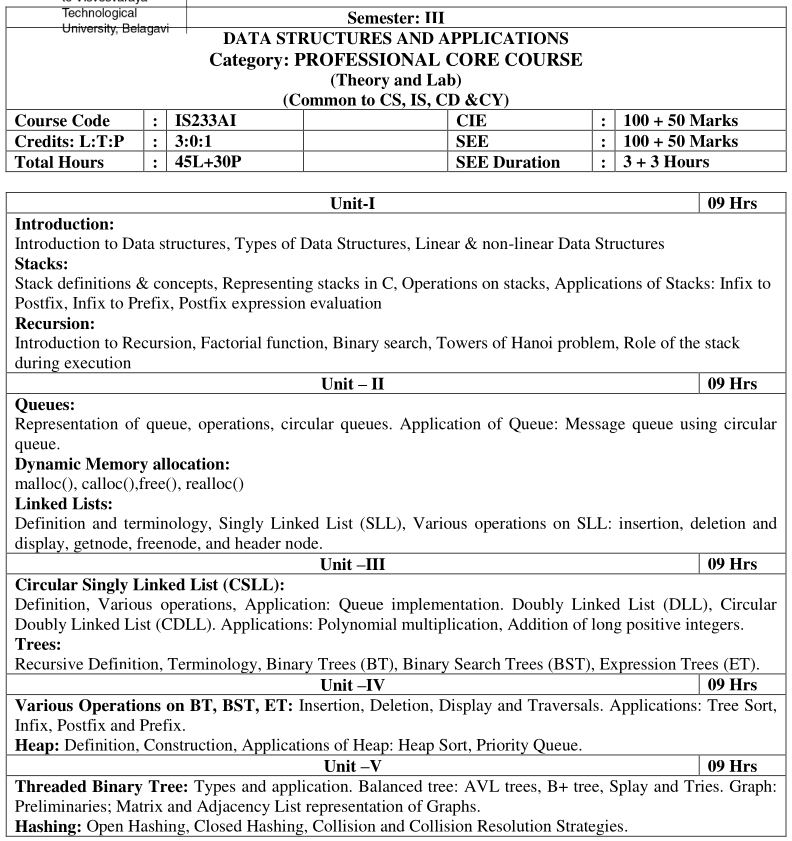 to Visvesvaraya
Technological
University, Belagavi
Semester: III
DATA STRUCTURES AND APPLICATIONS
Category: PROFESSIONAL CORE COURSE
(Theory and Lab)
(Common to CS, IS, CD &CY)
Course Code : IS233AI CIE : 100 + 50 Marks
Credits: L:T:P : 3:0:1 SEE : 100 + 50 Marks
Total Hours : 45L+30P SEE Duration : 3 + 3 Hours
Unit-I 09 Hrs
Introduction:
Introduction to Data structures, Types of Data Structures, Linear & non-linear Data Structures
Stacks:
Stack definitions & concepts, Representing stacks in C, Operations on stacks, Applications of Stacks: Infix to
Postfix, Infix to Prefix, Postfix expression evaluation
Recursion:
Introduction to Recursion, Factorial function, Binary search, Towers of Hanoi problem, Role of the stack
during execution
Unit – II 09 Hrs
Queues:
Representation of queue, operations, circular queues. Application of Queue: Message queue using circular
queue.
Dynamic Memory allocation:
malloc(), calloc(),free(), realloc()
Linked Lists:
Definition and terminology, Singly Linked List (SLL), Various operations on SLL: insertion, deletion and
display, getnode, freenode, and header node.
Unit –III 09 Hrs
Circular Singly Linked List (CSLL):
Definition, Various operations, Application: Queue implementation. Doubly Linked List (DLL), Circular
Doubly Linked List (CDLL). Applications: Polynomial multiplication, Addition of long positive integers.
Trees:
Recursive Definition, Terminology, Binary Trees (BT), Binary Search Trees (BST), Expression Trees (ET).
Unit –IV 09 Hrs
Various Operations on BT, BST, ET: Insertion, Deletion, Display and Traversals. Applications: Tree Sort,
Infix, Postfix and Prefix.
Heap: Definition, Construction, Applications of Heap: Heap Sort, Priority Queue.
Unit –V 09 Hrs
Threaded Binary Tree: Types and application. Balanced tree: AVL trees, B+ tree, Splay and Tries. Graph:
Preliminaries; Matrix and Adjacency List representation of Graphs.
Hashing: Open Hashing, Closed Hashing, Collision and Collision Resolution Strategies.